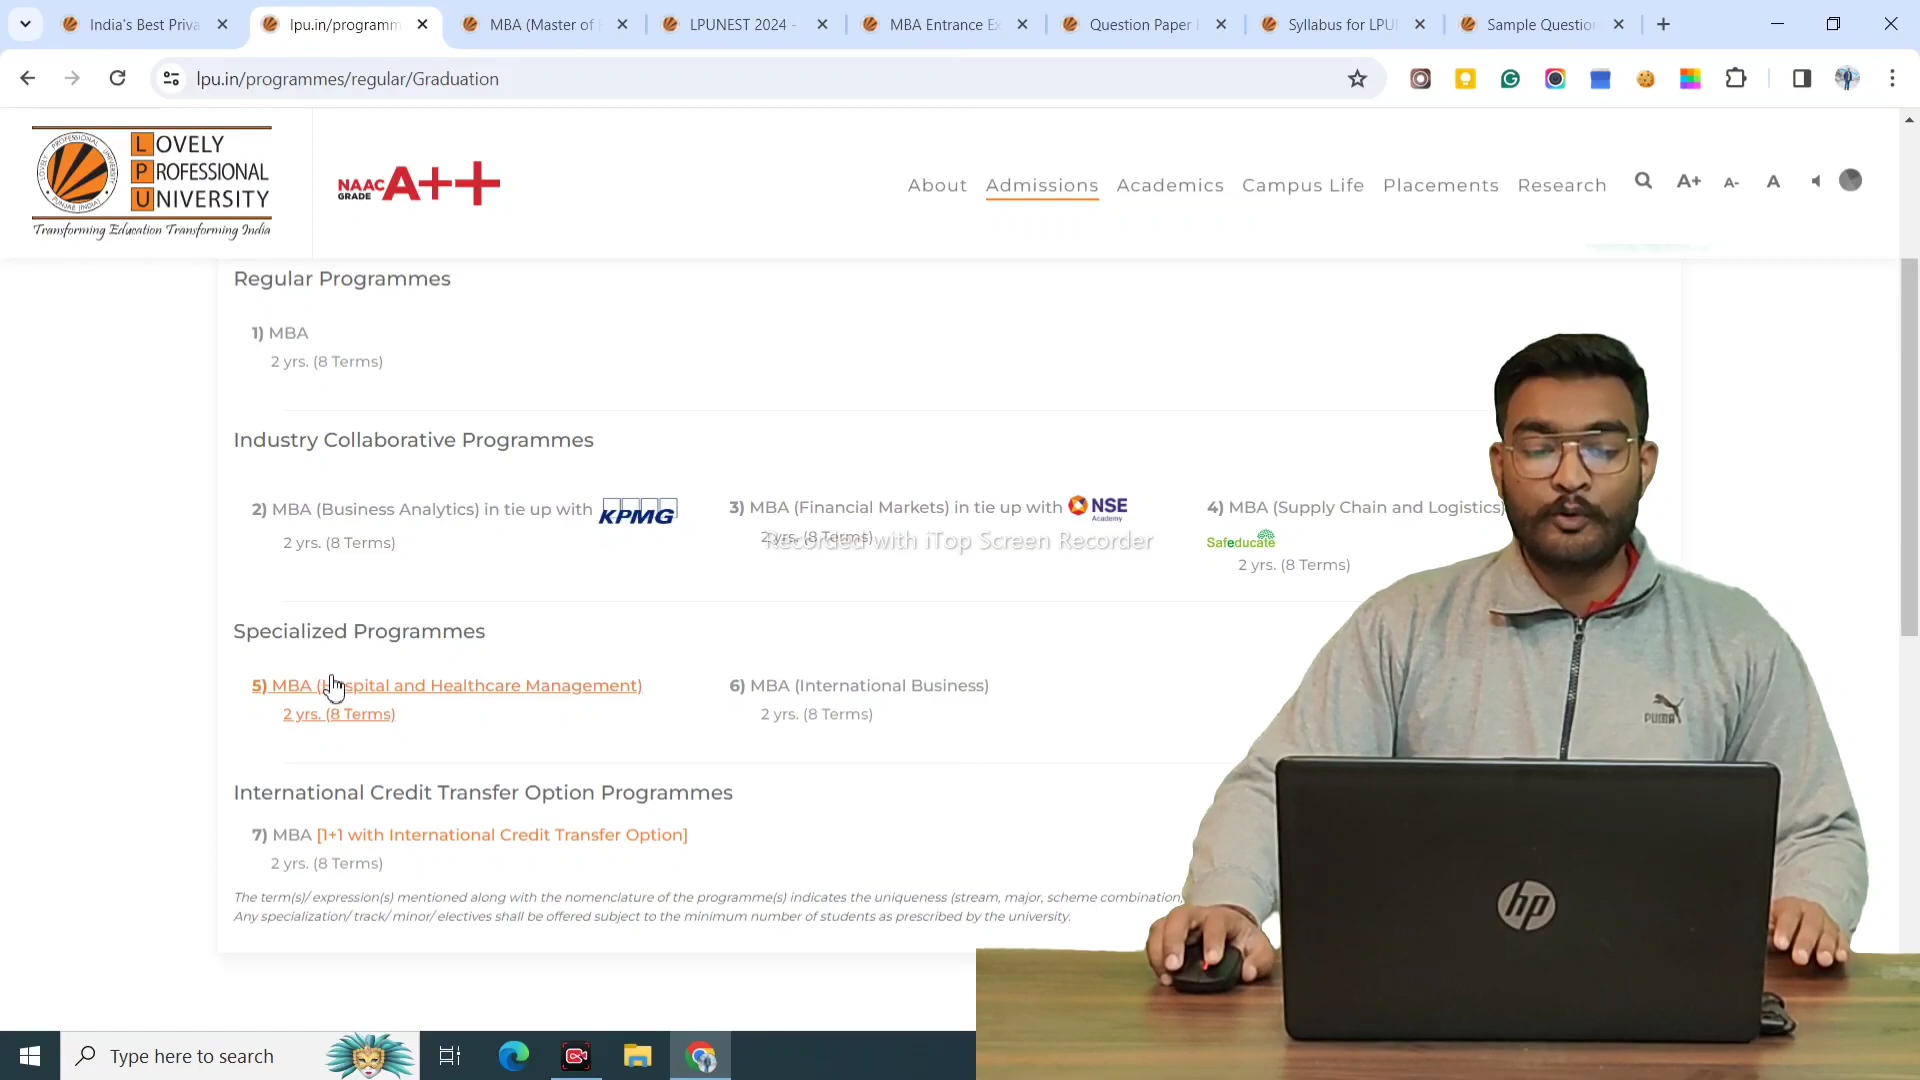 India's Best Priva
lpu.in/programm
MBA (Master of
LPUNEST 2024 -
MBA Entrance Ex
Question Paper
Syllabus for LPU
Sample Question
lpu.in/programmes/regular/Graduation
LOVELY
PROFESSIONAL
UNIVERSITY
Transforming Education Transforming India
NAAC
GRADE
A++
About
Admissions
Academics
Campus Life
Placements
Research
A+
A-
A
Regular Programmes
1) MBA
2 yrs. (8 Terms)
Industry Collaborative Programmes
2) MBA (Business Analytics) in tie up with KPMG
2 yrs. (8 Terms)
3) MBA (Financial Markets) in tie up with NSE
Academy
2 yrs. (8 Terms)
4) MBA (Supply Chain and Logistics)
Safeducate
2 yrs. (8 Terms)
Recorded with iTop Screen Recorder
Specialized Programmes
5) MBA (Hospital and Healthcare Management)
2 yrs. (8 Terms)
6) MBA (International Business)
2 yrs. (8 Terms)
International Credit Transfer Option Programmes
7) MBA [1+1 with International Credit Transfer Option]
2 yrs. (8 Terms)
The term(s)/ expression(s) mentioned along with the nomenclature of the programme(s) indicates the uniqueness (stream, major, scheme combination,
Any specialization/ track/ minor/ electives shall be offered subject to the minimum number of students as prescribed by the university.
PUMA
hp
Type here to search